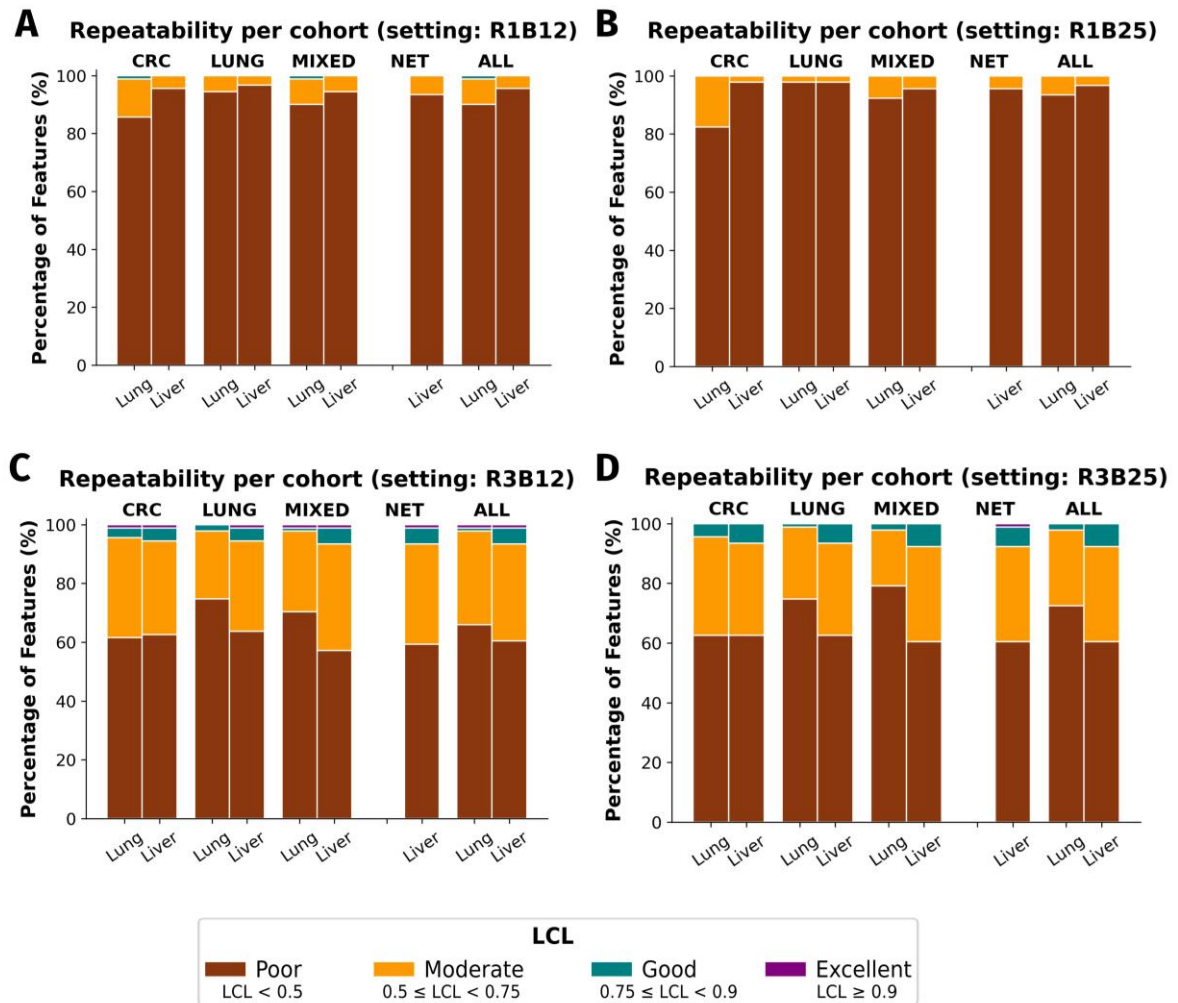 A Repeatability per cohort (setting: R1B12)
CRC LUNG MIXED NET ALL
Percentage of Features (%)
100
80
60
40
20
0
Lung Liver Lung Liver Lung Liver Liver Lung Liver
B Repeatability per cohort (setting: R1B25)
CRC LUNG MIXED NET ALL
Percentage of Features (%)
100
80
60
40
20
0
Lung Liver Lung Liver Lung Liver Liver Lung Liver
C Repeatability per cohort (setting: R3B12)
CRC LUNG MIXED NET ALL
Percentage of Features (%)
100
80
60
40
20
0
Lung Liver Lung Liver Lung Liver Liver Lung Liver
D Repeatability per cohort (setting: R3B25)
CRC LUNG MIXED NET ALL
Percentage of Features (%)
100
80
60
40
20
0
Lung Liver Lung Liver Lung Liver Liver Lung Liver
LCL
Poor Moderate Good Excellent
LCL < 0.5 0.5 ≤ LCL < 0.75 0.75 ≤ LCL < 0.9 LCL ≥ 0.9